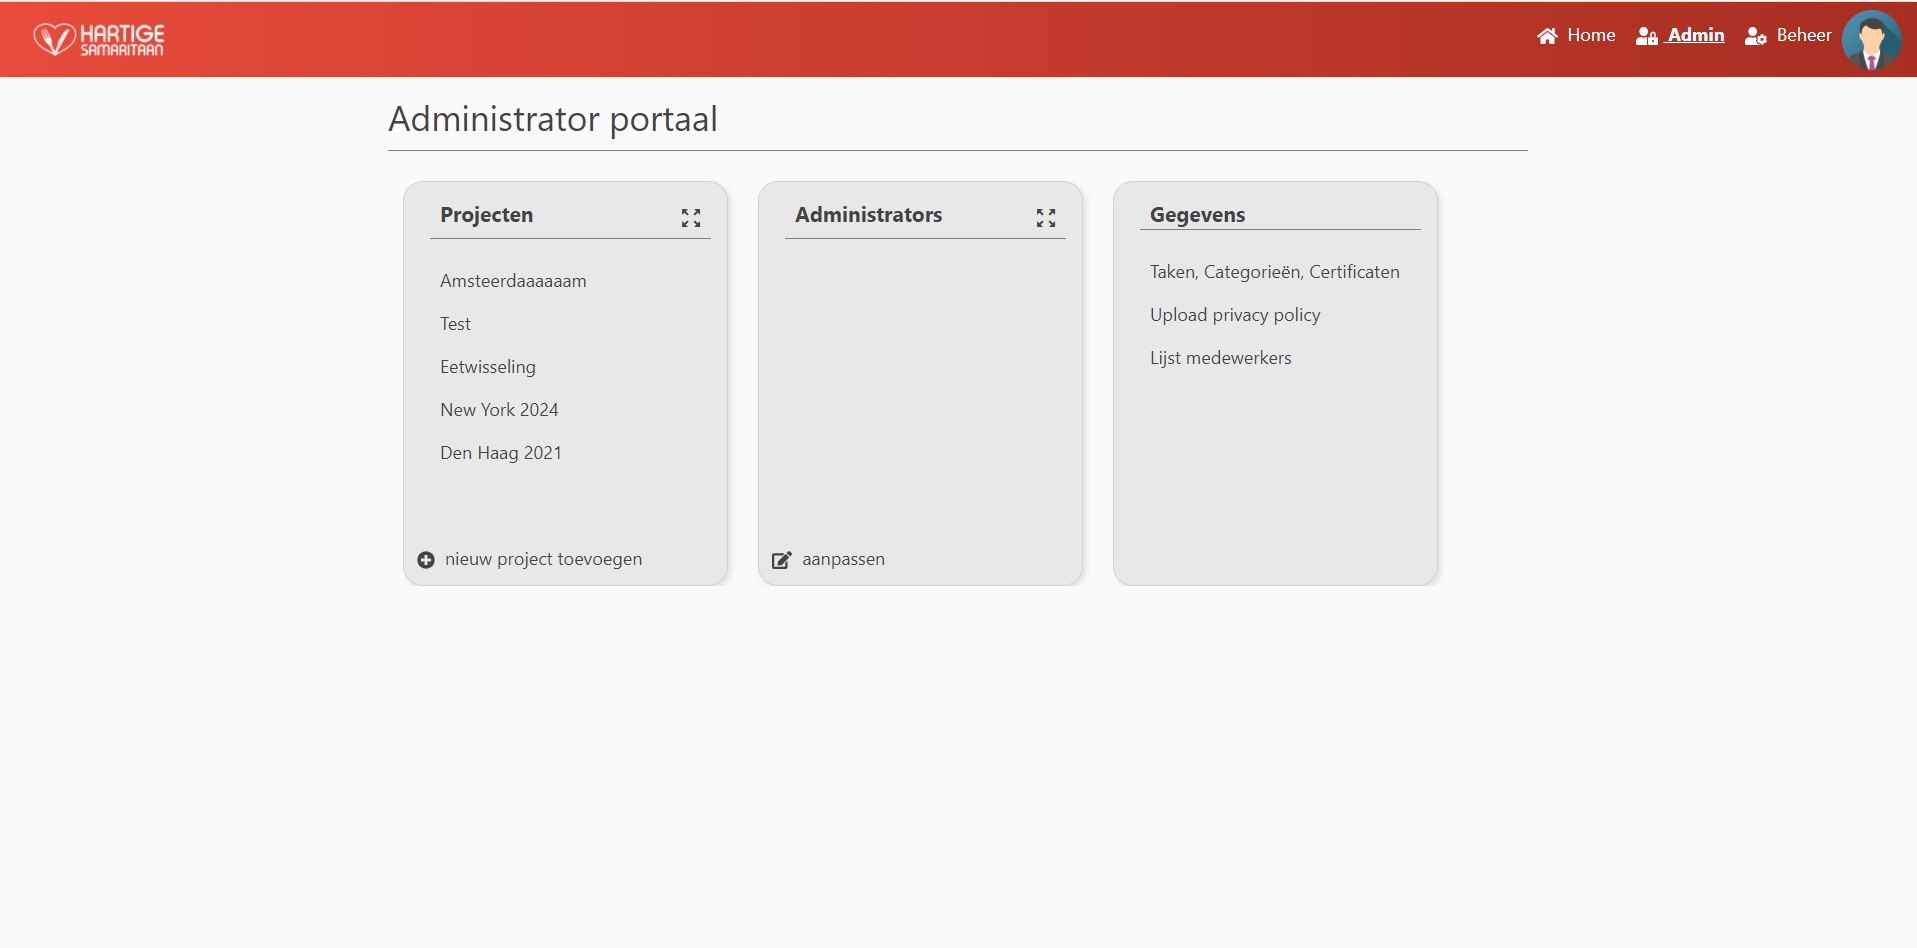 HARTIGE
SAMARITAAN
Home
Admin
Beheer
Administrator portaal
Projecten
Amsteerdaaaaaam
Test
Eetwisseling
New York 2024
Den Haag 2021
nieuw project toevoegen
Administrators
aanpassen
Gegevens
Taken, Categorieën, Certificaten
Upload privacy policy
Lijst medewerkers